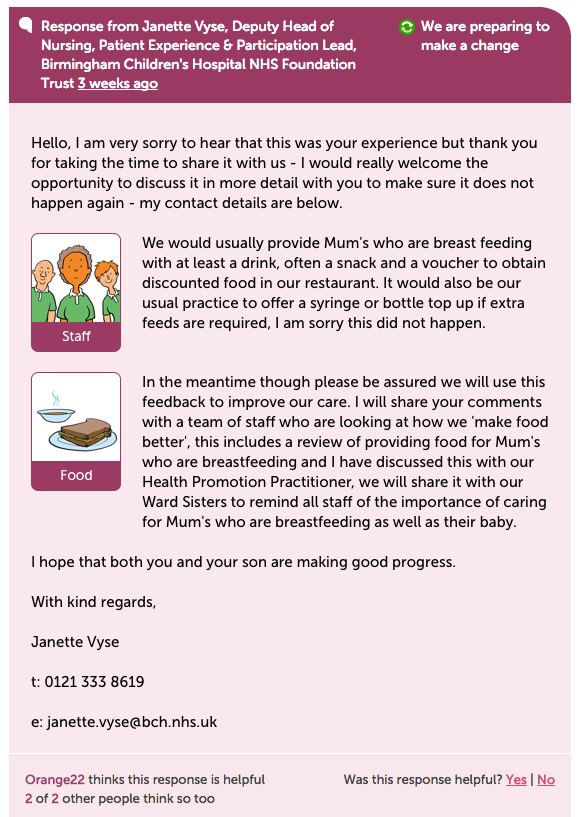 Response from Janette Vyse, Deputy Head of
Nursing, Patient Experience & Participation Lead,
Birmingham Children's Hospital NHS Foundation
Trust 3 weeks ago
We are preparing to
make a change
Hello, I am very sorry to hear that this was your experience but thank you
for taking the time to share it with us - I would really welcome the
opportunity to discuss it in more detail with you to make sure it does not
happen again - my contact details are below.
We would usually provide Mum's who are breast feeding
with at least a drink, often a snack and a voucher to obtain
discounted food in our restaurant. It would also be our
usual practice to offer a syringe or bottle top up if extra
feeds are required, I am sorry this did not happen.
Staff
In the meantime though please be assured we will use this
feedback to improve our care. I will share your comments
with a team of staff who are looking at how we 'make food
better', this includes a review of providing food for Mum's
who are breastfeeding and I have discussed this with our
Health Promotion Practitioner, we will share it with our
Ward Sisters to remind all staff of the importance of caring
for Mum's who are breastfeeding as well as their baby.
Food
I hope that both you and your son are making good progress.
With kind regards,
Janette Vyse
t: 0121 333 8619
e: janette.vyse@bch.nhs.uk
Orange22 thinks this response is helpful
2 of 2 other people think so too
Was this response helpful? Yes | No